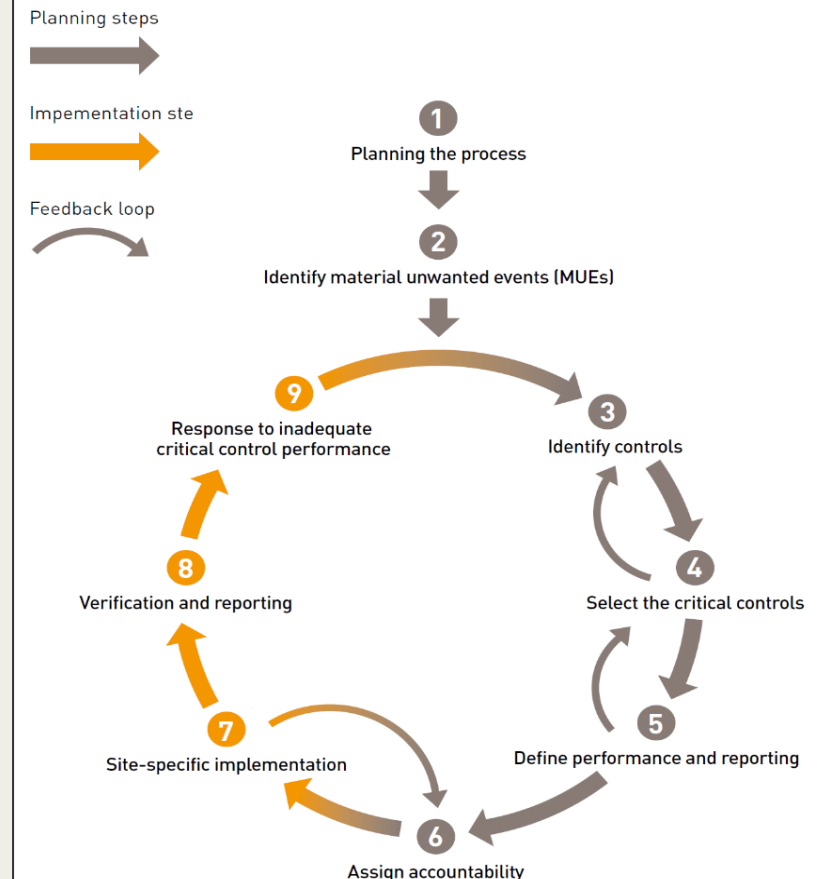 Planning steps
Impementation ste
Feedback loop
1
Planning the process
2
Identify material unwanted events (MUEs)
3
Identify controls
4
Select the critical controls
5
Define performance and reporting
6
Assign accountability
7
Site-specific implementation
8
Verification and reporting
9
Response to inadequate
critical control performance